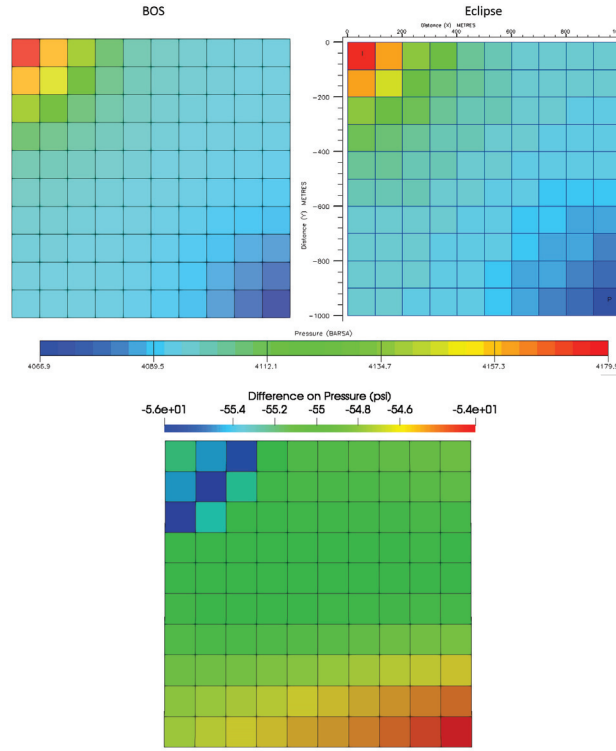 BOS
Eclipse
Distance (X) METRES
0 200 400 600 800
0
-200
-400
-600
-800
-1000
Distance (Y) METRES
I
P
Pressure (BARSA)
4066.9 4089.5 4112.1 4134.7 4157.3 4179.9
Difference on Pressure (psi)
-5.6e+01 -55.4 -55.2 -55 -54.8 -54.6 -5.4e+01